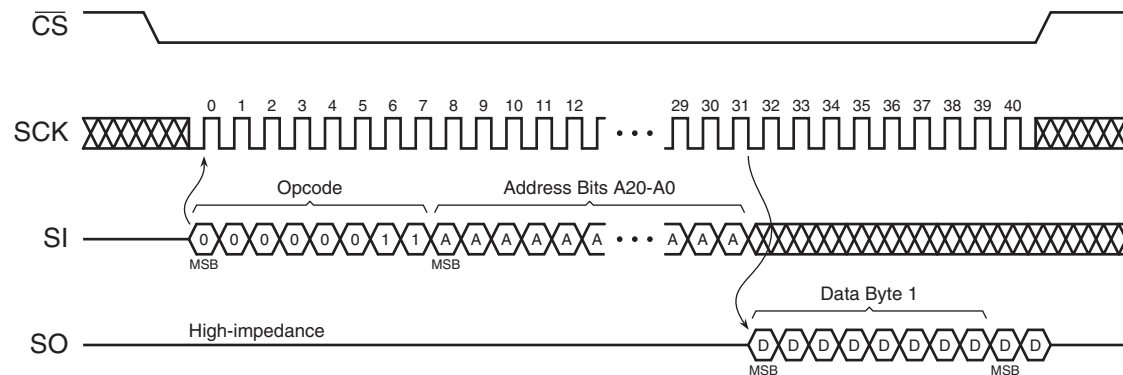 CS
0 1 2 3 4 5 6 7 8 9 10 11 12 29 30 31 32 33 34 35 36 37 38 39 40
SCK
Opcode Address Bits A20-A0
SI 0 0 0 0 0 0 1 1 A A A A A A A A A
MSB MSB
Data Byte 1
High-impedance
SO D D D D D D D D D D
MSB MSB